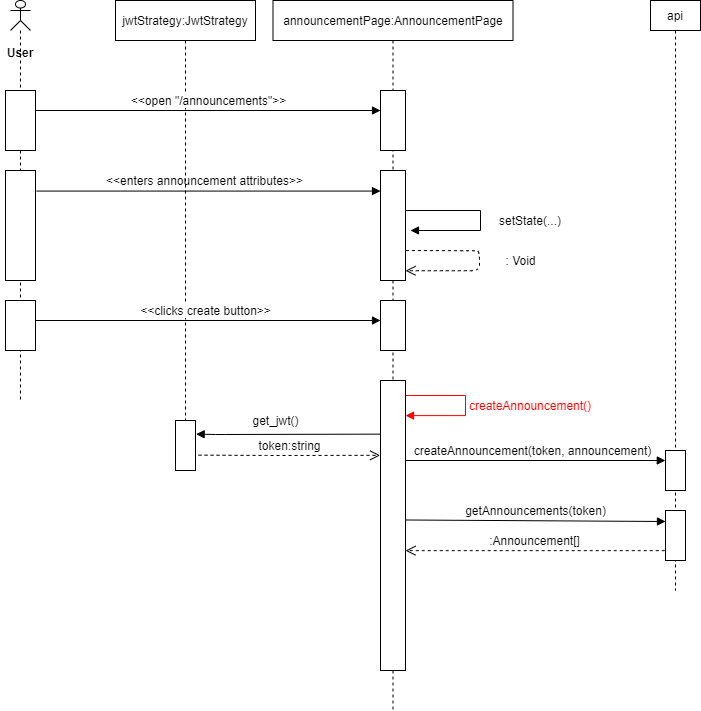 jwtStrategy:JwtStrategy
announcementPage:AnnouncementPage
api
User
<<open "/announcements">>
<<enters announcement attributes>>
setState(...)
: Void
<<clicks create button>>
createAnnouncement()
get_jwt()
token:string
createAnnouncement(token, announcement)
getAnnouncements(token)
:Announcement[]